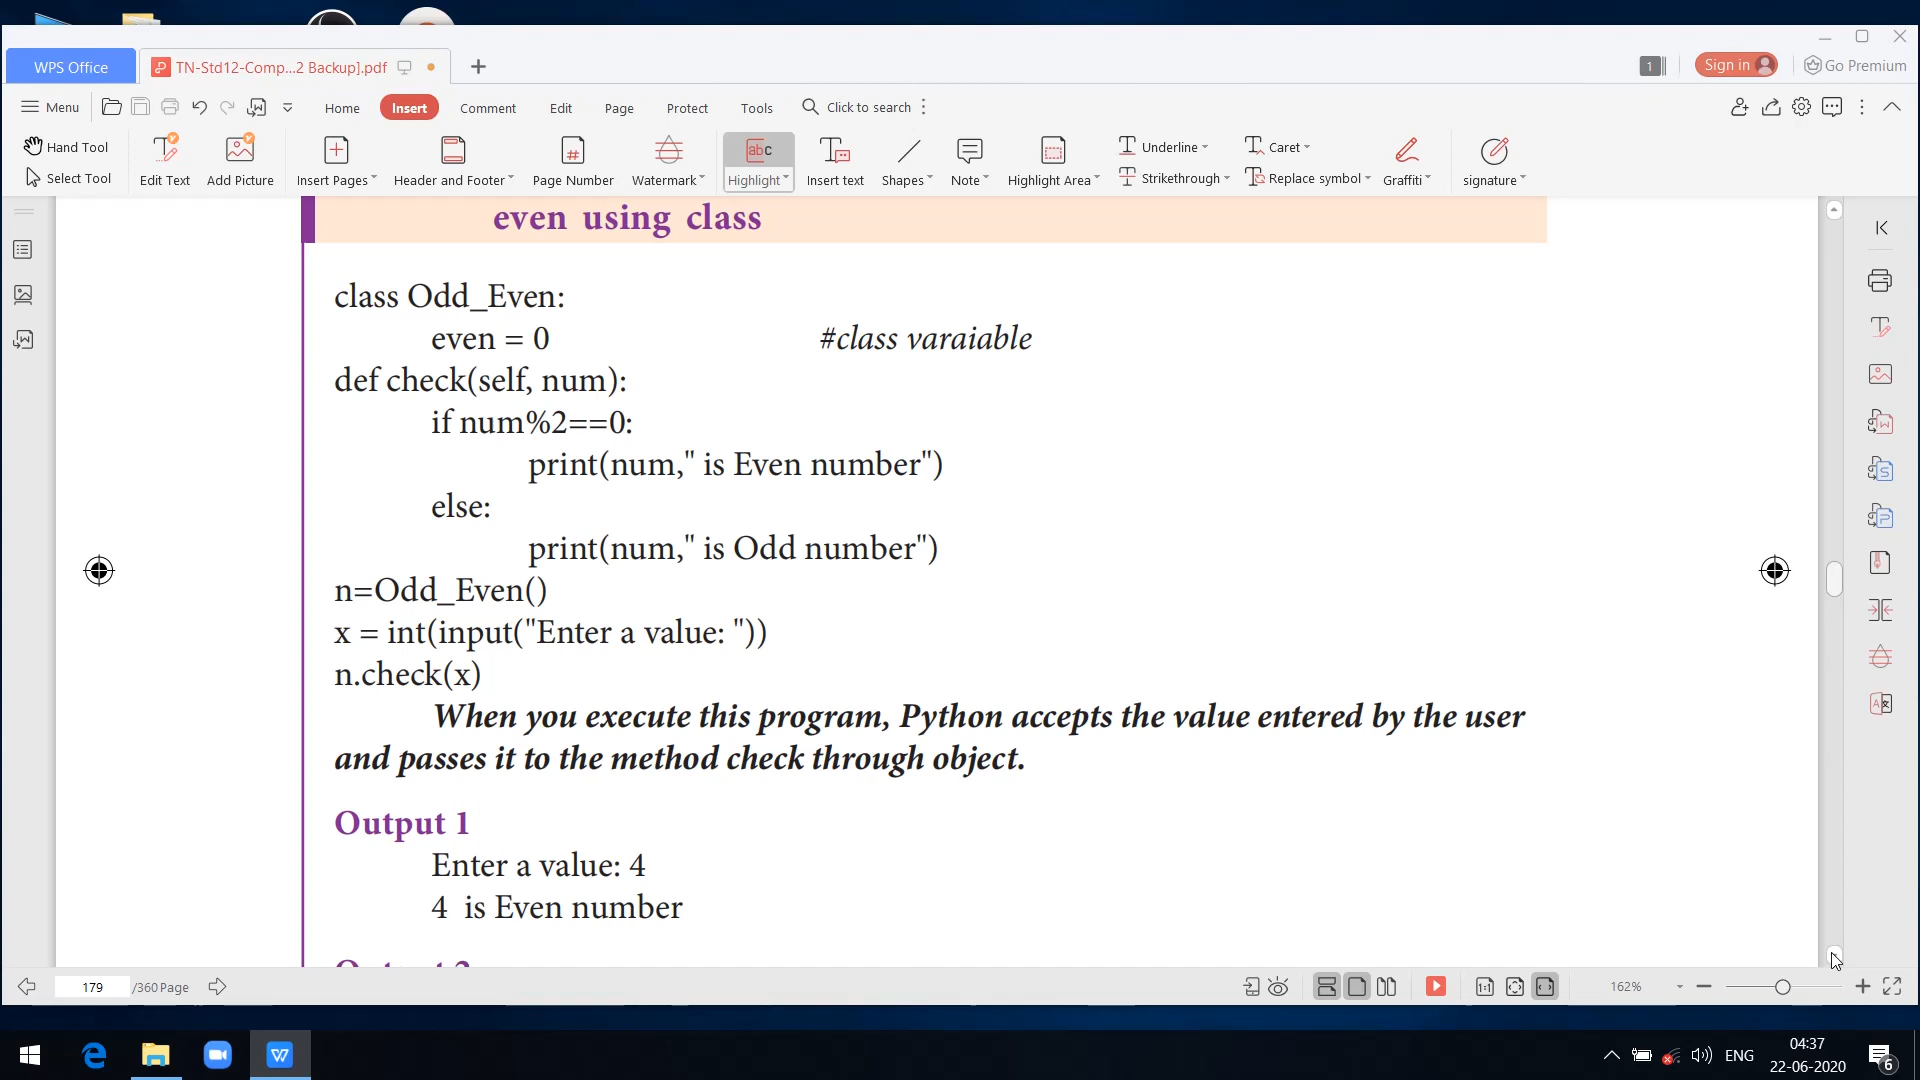 WPS Office
TN-Std12-Comp...2 Backup].pdf
1
Sign in
Go Premium
Menu
Home
Insert
Comment
Edit
Page
Protect
Tools
Click to search
Hand Tool
Select Tool
Edit Text
Add Picture
Insert Pages
Header and Footer
Page Number
Watermark
abc
Highlight
Insert text
Shapes
Note
Highlight Area
Underline
Strikethrough
Caret
Replace symbol
Graffiti
signature
even using class
class Odd_Even:
even = 0 #class varaiable
def check(self, num):
if num%2==0:
print(num," is Even number")
else:
print(num," is Odd number")
n=Odd_Even()
x = int(input("Enter a value: "))
n.check(x)
When you execute this program, Python accepts the value entered by the user
and passes it to the method check through object.
Output 1
Enter a value: 4
4 is Even number
179 /360 Page
1:1
162%
ENG
04:37
22-06-2020
6